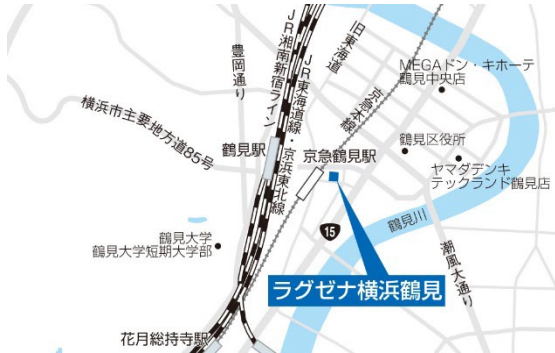 豊岡通り
JR湘南新宿ライン
JR東海道線・京浜東北線
旧東海道
京急本線
MEGAドン・キホーテ
鶴見中央店
横浜市主要地方道85号
鶴見駅
京急鶴見駅
鶴見区役所
ヤマダデンキ
テックランド鶴見店
鶴見大学
鶴見大学短期大学部
15
鶴見川
潮風大通り
ラグゼナ横浜鶴見
花月総持寺駅